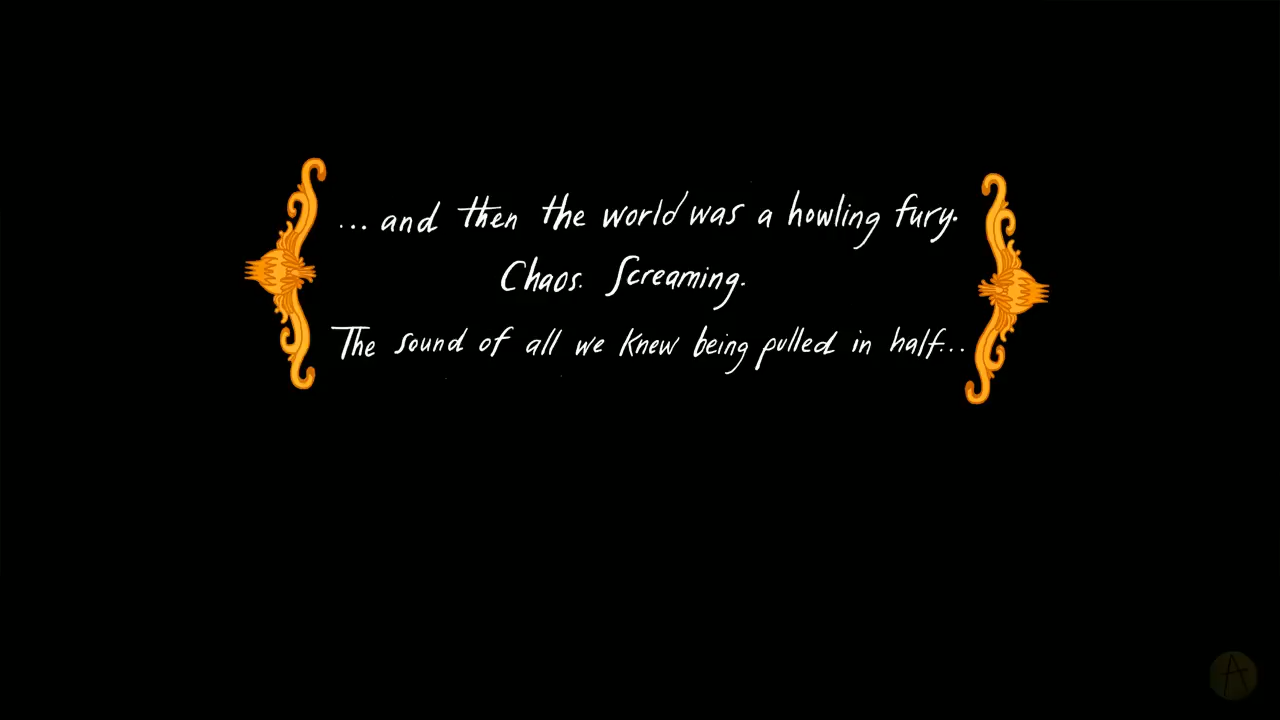 ...and then the world was a howling fury.
Chaos. Screaming.
The sound of all we knew being pulled in half...
A